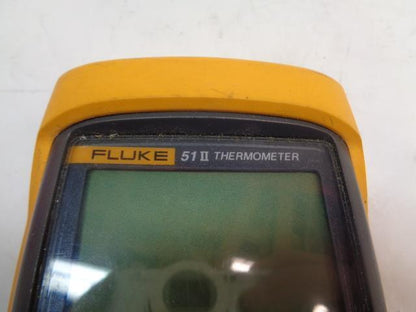 FLUKE 51 II THERMOMETER